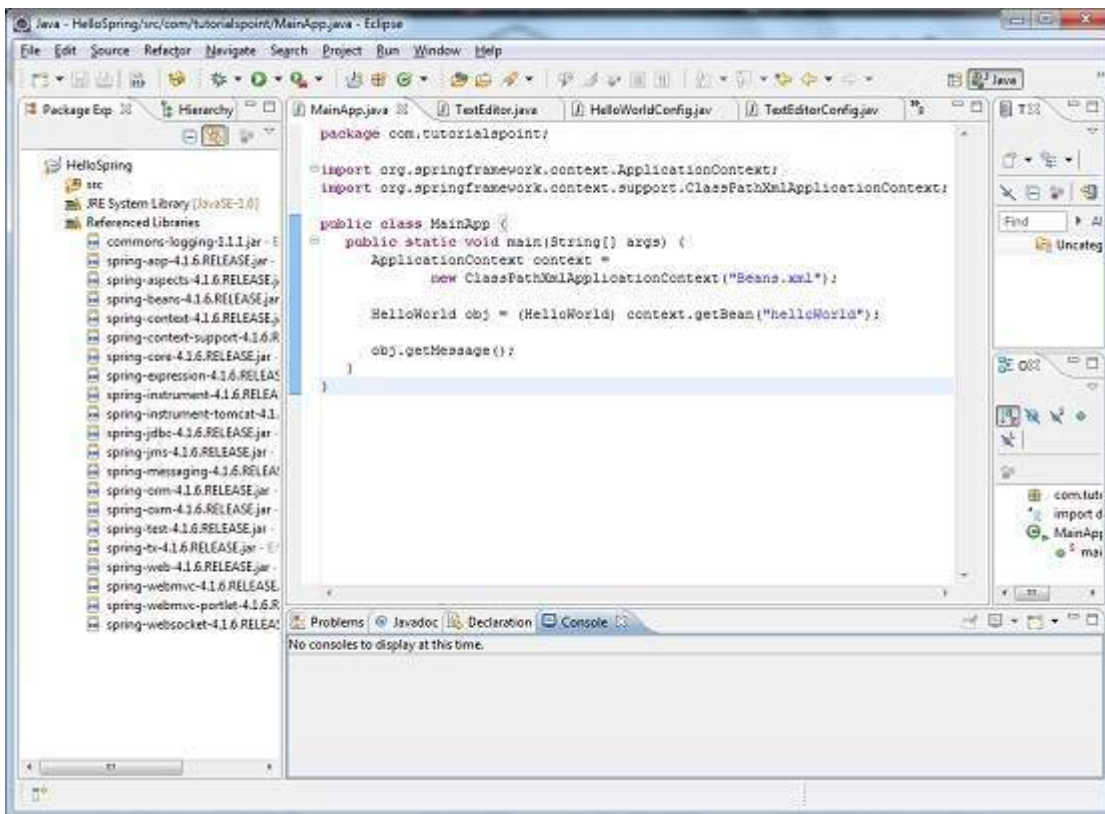 Java - HelloSpring/src/com/tutorialspoint/MainApp.java - Eclipse
File Edit Source Refactor Navigate Search Project Run Window Help
Java
Package Exp
Hierarchy
MainApp.java
TextEditor.java
HelloWorldConfig.jav
TextEditorConfig.jav
HelloSpring
src
JRE System Library [JavaSE-1.6]
Referenced Libraries
commons-logging-1.1.1.jar - E
spring-aop-4.1.6.RELEASE.jar -
spring-aspects-4.1.6.RELEASE.j
spring-beans-4.1.6.RELEASE.jar
spring-context-4.1.6.RELEASE.j
spring-context-support-4.1.6.R
spring-core-4.1.6.RELEASE.jar -
spring-expression-4.1.6.RELEAS
spring-instrument-4.1.6.RELEA
spring-instrument-tomcat-4.1.
spring-jdbc-4.1.6.RELEASE.jar -
spring-jms-4.1.6.RELEASE.jar -
spring-messaging-4.1.6.RELEA
spring-orm-4.1.6.RELEASE.jar -
spring-oxm-4.1.6.RELEASE.jar -
spring-test-4.1.6.RELEASE.jar -
spring-tx-4.1.6.RELEASE.jar - E:
spring-web-4.1.6.RELEASE.jar -
spring-webmvc-4.1.6.RELEASE.
spring-webmvc-portlet-4.1.6.R
spring-websocket-4.1.6.RELEA
package com.tutorialspoint;
import org.springframework.context.ApplicationContext;
import org.springframework.context.support.ClassPathXmlApplicationContext;
public class MainApp {
public static void main(String[] args) {
ApplicationContext context =
new ClassPathXmlApplicationContext("Beans.xml");
HelloWorld obj = (HelloWorld) context.getBean("helloWorld");
obj.getMessage();
}
}
Find
Al
Uncateg
com.tuto
import d
MainApp
mai
Problems
Javadoc
Declaration
Console
No consoles to display at this time.